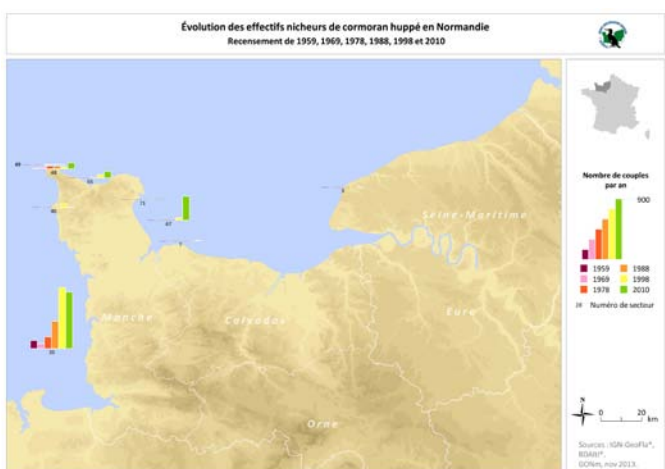 Évolution des effectifs nicheurs de cormoran huppé en Normandie
Recensement de 1959, 1969, 1978, 1988, 1998 et 2010
Seine-Maritime
Manche
Calvados
Eure
Orne
Nombre de couples
par an
900
1959
1988
1969
1998
1978
2010
Numéro de secteur
N
0 20
km
Sources : IGN-GeoFla®,
GONm, nov 2013.